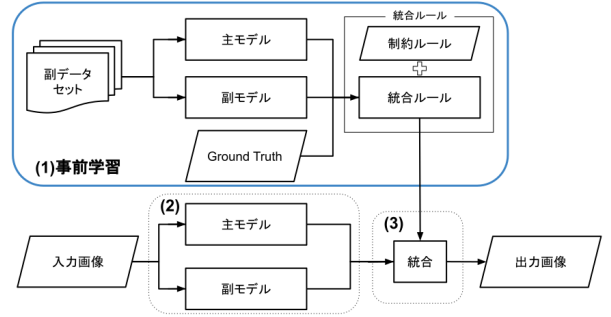 統合ルール
主モデル
制約ルール
副データ
セット
副モデル
統合ルール
Ground Truth
(1)事前学習
(2)
主モデル
(3)
入力画像
統合
出力画像
副モデル